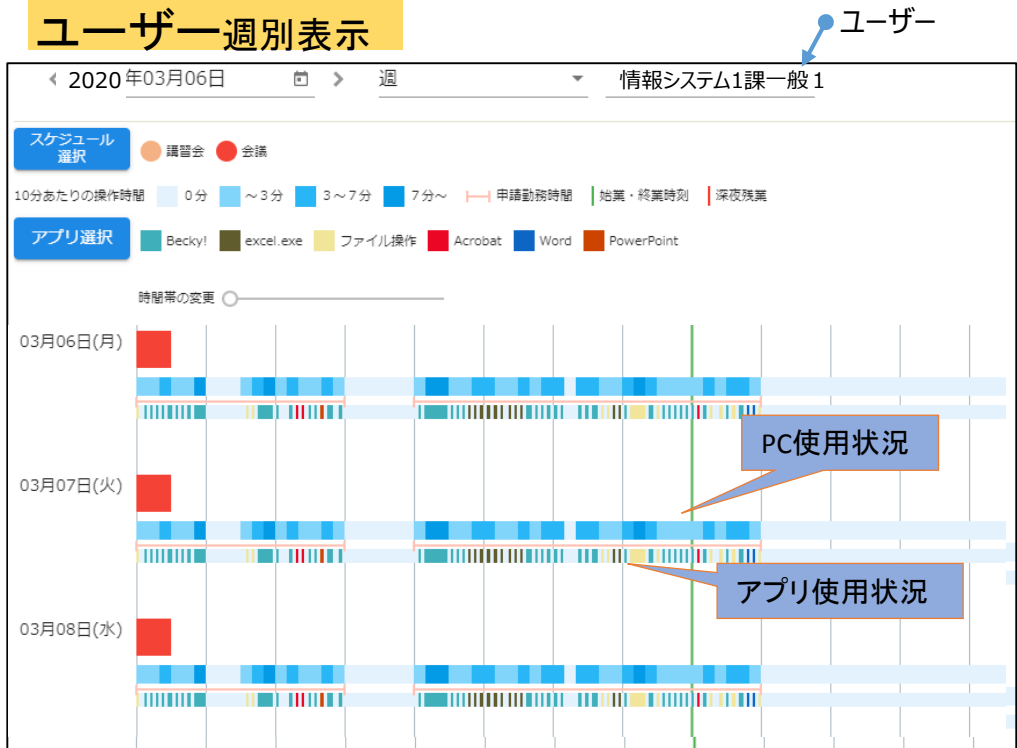 ユーザー週別表示
ユーザー
2020年03月06日
週
情報システム1課一般1
スケジュール
選択
講習会
会議
10分あたりの操作時間
0分
～3分
3～7分
7分～
申請勤務時間
始業・終業時刻
深夜残業
アプリ選択
Becky!
excel.exe
ファイル操作
Acrobat
Word
PowerPoint
時間帯の変更
03月06日(月)
PC使用状況
03月07日(火)
アプリ使用状況
03月08日(水)